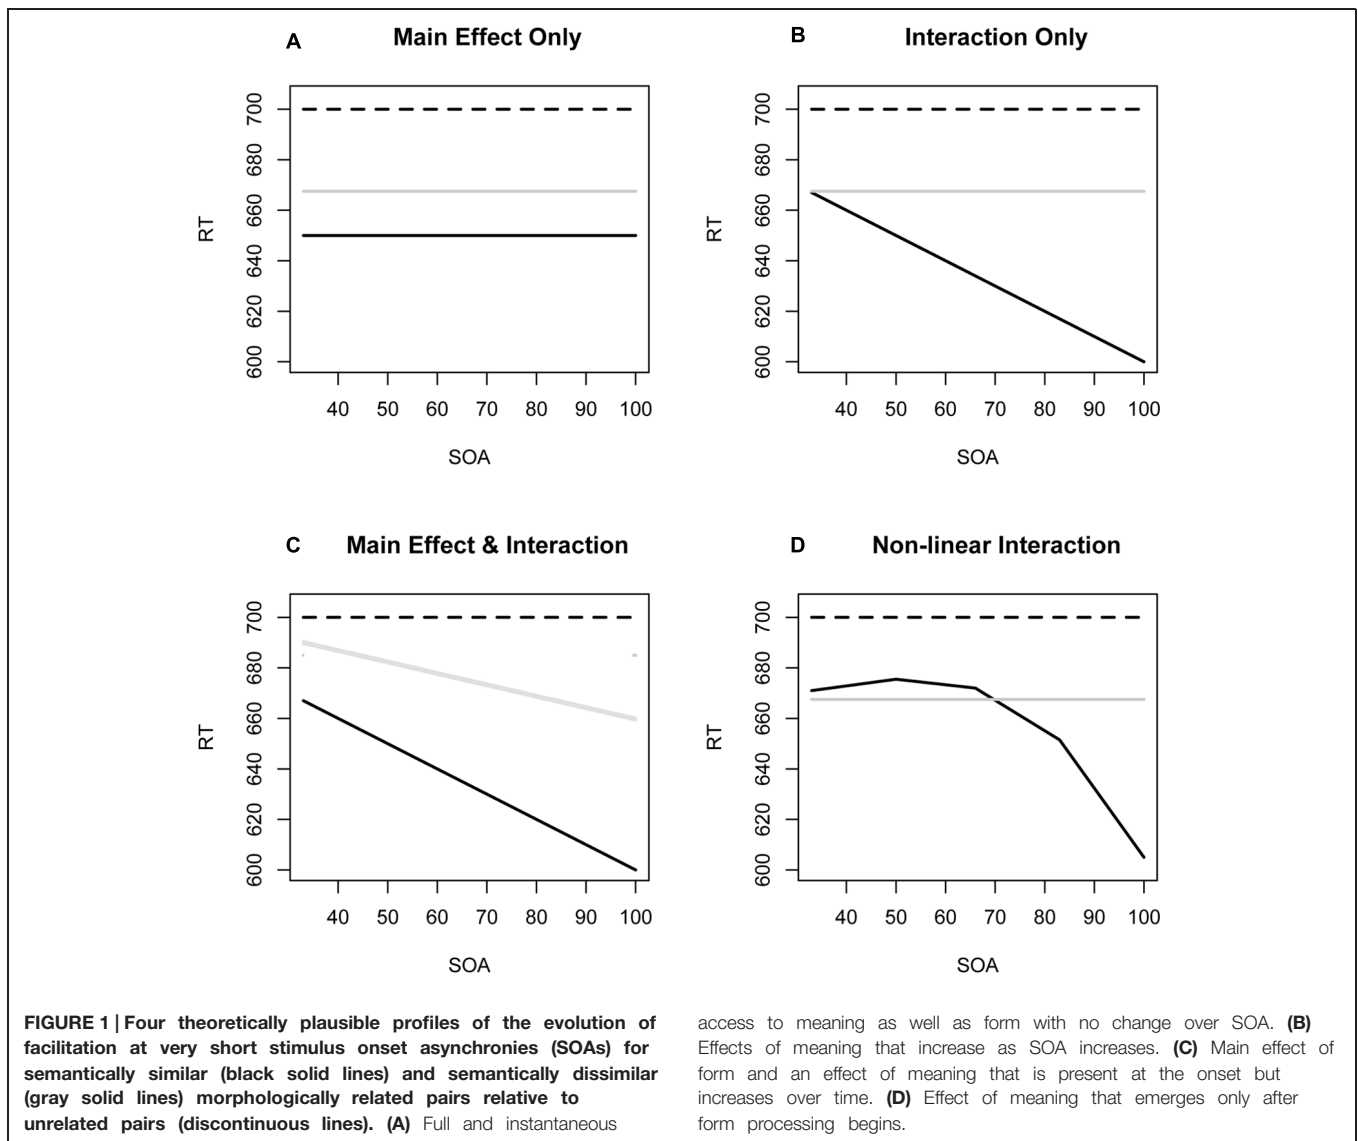 A Main Effect Only
700
680
660
640
620
600
RT
40 50 60 70 80 90 100
SOA
B Interaction Only
700
680
660
640
620
600
RT
40 50 60 70 80 90 100
SOA
C Main Effect & Interaction
700
680
660
640
620
600
RT
40 50 60 70 80 90 100
SOA
D Non-linear Interaction
700
680
660
640
620
600
RT
40 50 60 70 80 90 100
SOA
FIGURE 1 | Four theoretically plausible profiles of the evolution of
facilitation at very short stimulus onset asynchronies (SOAs) for
semantically similar (black solid lines) and semantically dissimilar
(gray solid lines) morphologically related pairs relative to
unrelated pairs (discontinuous lines). (A) Full and instantaneous
access to meaning as well as form with no change over SOA. (B)
Effects of meaning that increase as SOA increases. (C) Main effect of
form and an effect of meaning that is present at the onset but
increases over time. (D) Effect of meaning that emerges only after
form processing begins.